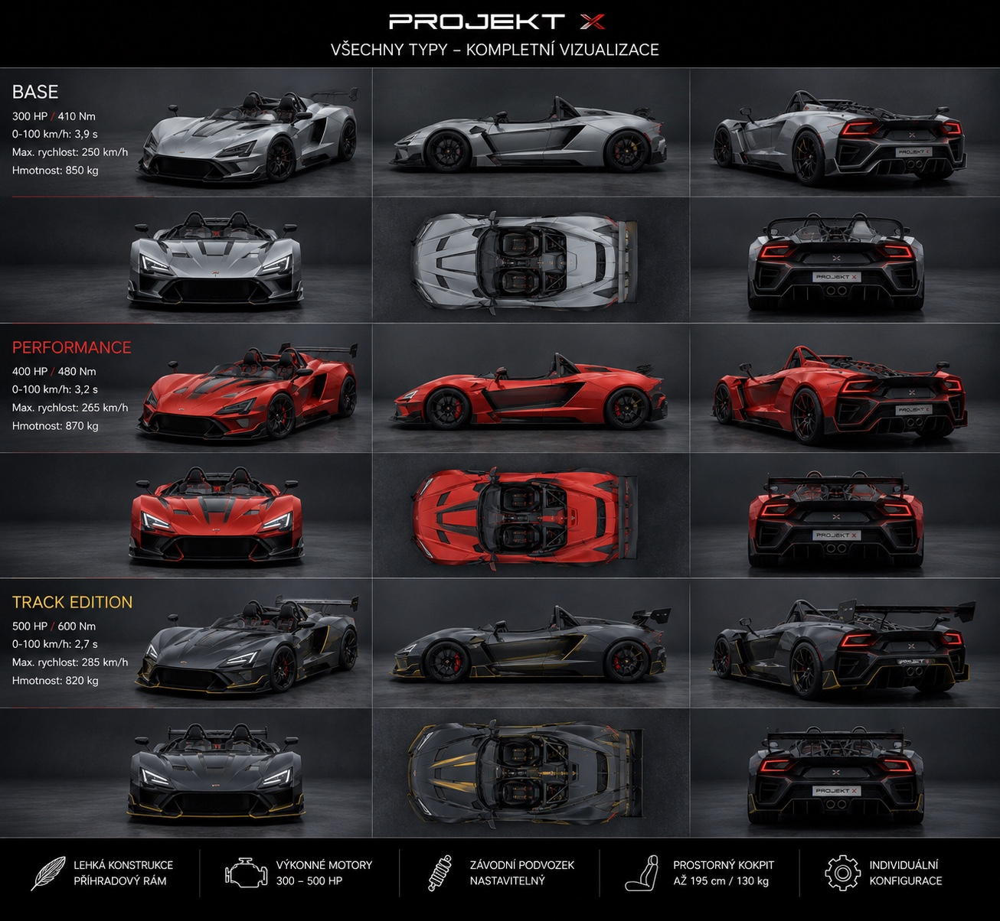 PROJEKT X
VŠECHNY TYPY – KOMPLETNÍ VIZUALIZACE
BASE
300 HP / 410 Nm
0-100 km/h: 3,9 s
Max. rychlost: 250 km/h
Hmotnost: 850 kg
PROJEKT X
PROJEKT X
PERFORMANCE
400 HP / 480 Nm
0-100 km/h: 3,2 s
Max. rychlost: 265 km/h
Hmotnost: 870 kg
PROJEKT X
PROJEKT X
TRACK EDITION
500 HP / 600 Nm
0-100 km/h: 2,7 s
Max. rychlost: 285 km/h
Hmotnost: 820 kg
PROJEKT X
PROJEKT X
LEHKÁ KONSTRUKCE
PŘÍHRADOVÝ RÁM
VÝKONNÉ MOTORY
300 – 500 HP
ZÁVODNÍ PODVOZEK
NASTAVITELNÝ
PROSTORNÝ KOKPIT
AŽ 195 cm / 130 kg
INDIVIDUÁLNÍ
KONFIGURACE